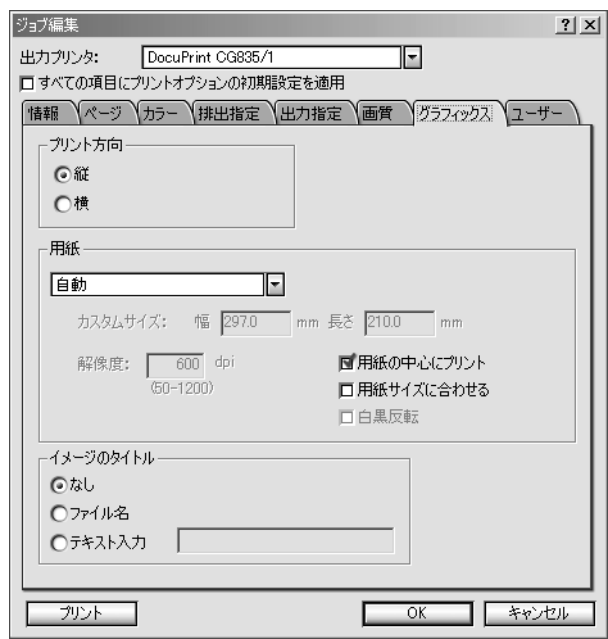 ジョブ編集
出力プリンタ: DocuPrint CG835/1
すべての項目にプリントオプションの初期設定を適用
情報 ページ カラー 排出指定 出力指定 画質 グラフィックス ユーザー
プリント方向
縦
横
用紙
自動
カスタムサイズ: 幅 297.0 mm 長さ 210.0 mm
解像度: 600 dpi 用紙の中心にプリント
(50-1200) 用紙サイズに合わせる
白黒反転
イメージのタイトル
なし
ファイル名
テキスト入力
プリント OK キャンセル